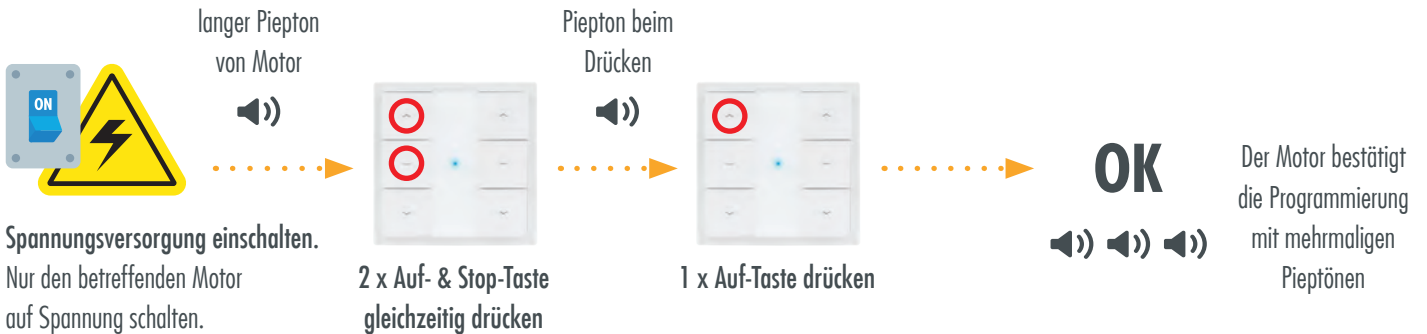 langer Piepton
von Motor
ON
Spannungsversorgung einschalten.
Nur den betreffenden Motor
auf Spannung schalten.
2 x Auf- & Stop-Taste
gleichzeitig drücken
Piepton beim
Drücken
1 x Auf-Taste drücken
OK
Der Motor bestätigt
die Programmierung
mit mehrmaligen
Pieptönen